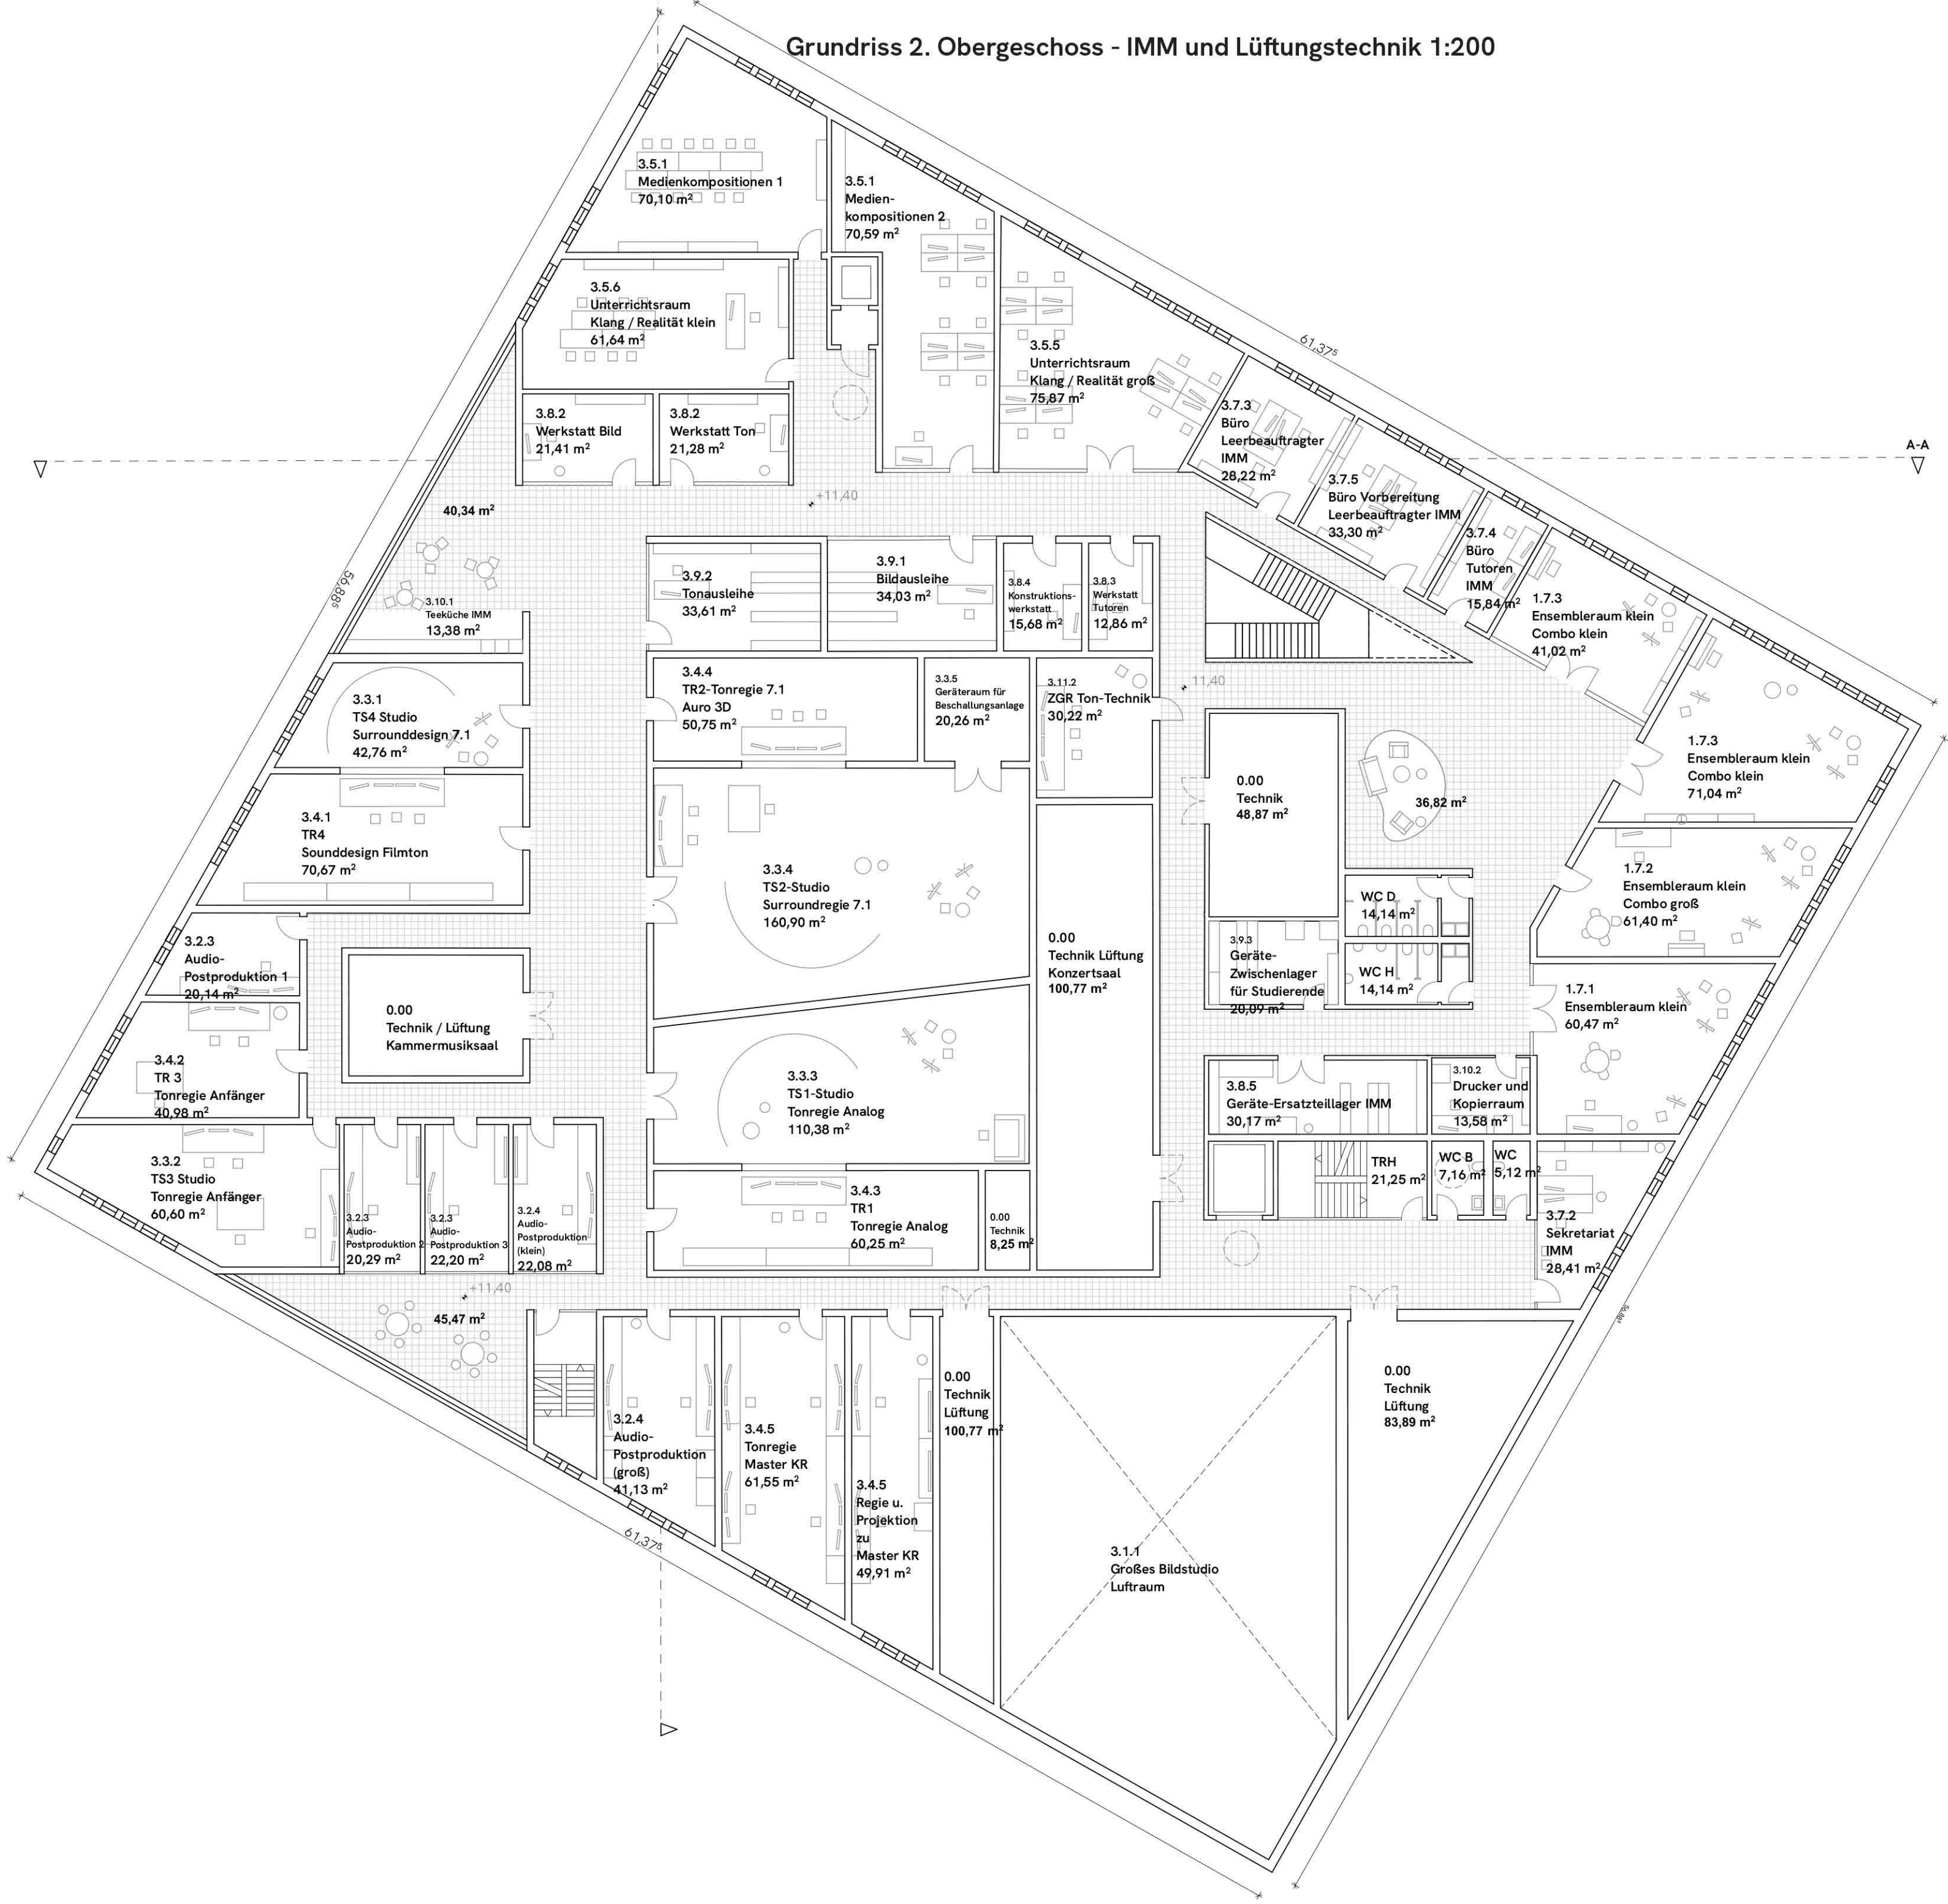 Grundriss 2. Obergeschoss - IMM und Lüftungstechnik 1:200
3.5.1
Medienkompositionen 1
70,10 m²
3.5.1
Medien-
kompositionen 2
70,59 m²
3.5.6
Unterrichtsraum
Klang / Realität klein
61,64 m²
61,37⁵
3.5.5
Unterrichtsraum
Klang / Realität groß
75,87 m²
3.8.2
Werkstatt Bild
21,41 m²
3.8.2
Werkstatt Ton
21,28 m²
3.7.3
Büro
Leerbeauftragter
IMM
28,22 m²
A-A
3.7.5
Büro Vorbereitung
Leerbeauftragter IMM
33,30 m²
+11,40
40,34 m²
3.7.4
Büro
Tutoren
IMM
15,84 m²
56,88⁵
3.10.1
Teeküche IMM
13,38 m²
3.9.2
Tonausleihe
33,61 m²
3.9.1
Bildausleihe
34,03 m²
3.8.4
Konstruktions-
werkstatt
15,68 m²
3.8.3
Werkstatt
Tutoren
12,86 m²
1.7.3
Ensembleraum klein
Combo klein
41,02 m²
3.3.1
TS4 Studio
Surrounddesign 7.1
42,76 m²
3.4.4
TR2-Tonregie 7.1
Auro 3D
50,75 m²
3.3.5
Geräteraum für
Beschallungsanlage
20,26 m²
3.11.2
ZGR Ton-Technik
30,22 m²
11,40
1.7.3
Ensembleraum klein
Combo klein
71,04 m²
0.00
Technik
48,87 m²
36,82 m²
3.4.1
TR4
Sounddesign Filmton
70,67 m²
3.3.4
TS2-Studio
Surroundregie 7.1
160,90 m²
1.7.2
Ensembleraum klein
Combo groß
61,40 m²
WC D
14,14 m²
3.2.3
Audio-
Postproduktion 1
20,14 m²
0.00
Technik Lüftung
Konzertsaal
100,77 m²
3.9.3
Geräte-
Zwischenlager
für Studierende
20,09 m²
WC H
14,14 m²
1.7.1
Ensembleraum klein
60,47 m²
0.00
Technik / Lüftung
Kammermusiksaal
3.4.2
TR 3
Tonregie Anfänger
40,98 m²
3.3.3
TS1-Studio
Tonregie Analog
110,38 m²
3.8.5
Geräte-Ersatzteillager IMM
30,17 m²
3.10.2
Drucker und
Kopierraum
13,58 m²
3.3.2
TS3 Studio
Tonregie Anfänger
60,60 m²
3.2.3
Audio-
Postproduktion 2
20,29 m²
3.2.3
Audio-
Postproduktion 3
22,20 m²
3.2.4
Audio-
Postproduktion
(klein)
22,08 m²
3.4.3
TR1
Tonregie Analog
60,25 m²
0.00
Technik
8,25 m²
TRH
21,25 m²
WC B
7,16 m²
WC
5,12 m²
3.7.2
Sekretariat
IMM
28,41 m²
+11,40
45,47 m²
56,88⁵
3.2.4
Audio-
Postproduktion
(groß)
41,13 m²
3.4.5
Tonregie
Master KR
61,55 m²
3.4.5
Regie u.
Projektion
zu
Master KR
49,91 m²
0.00
Technik
Lüftung
100,77 m²
0.00
Technik
Lüftung
83,89 m²
61,37⁵
3.1.1
Großes Bildstudio
Luftraum